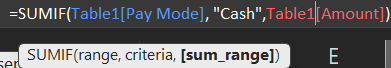 =SUMIF(Table1[Pay Mode], "Cash",Table1[Amount])
SUMIF(range, criteria, [sum_range])
E